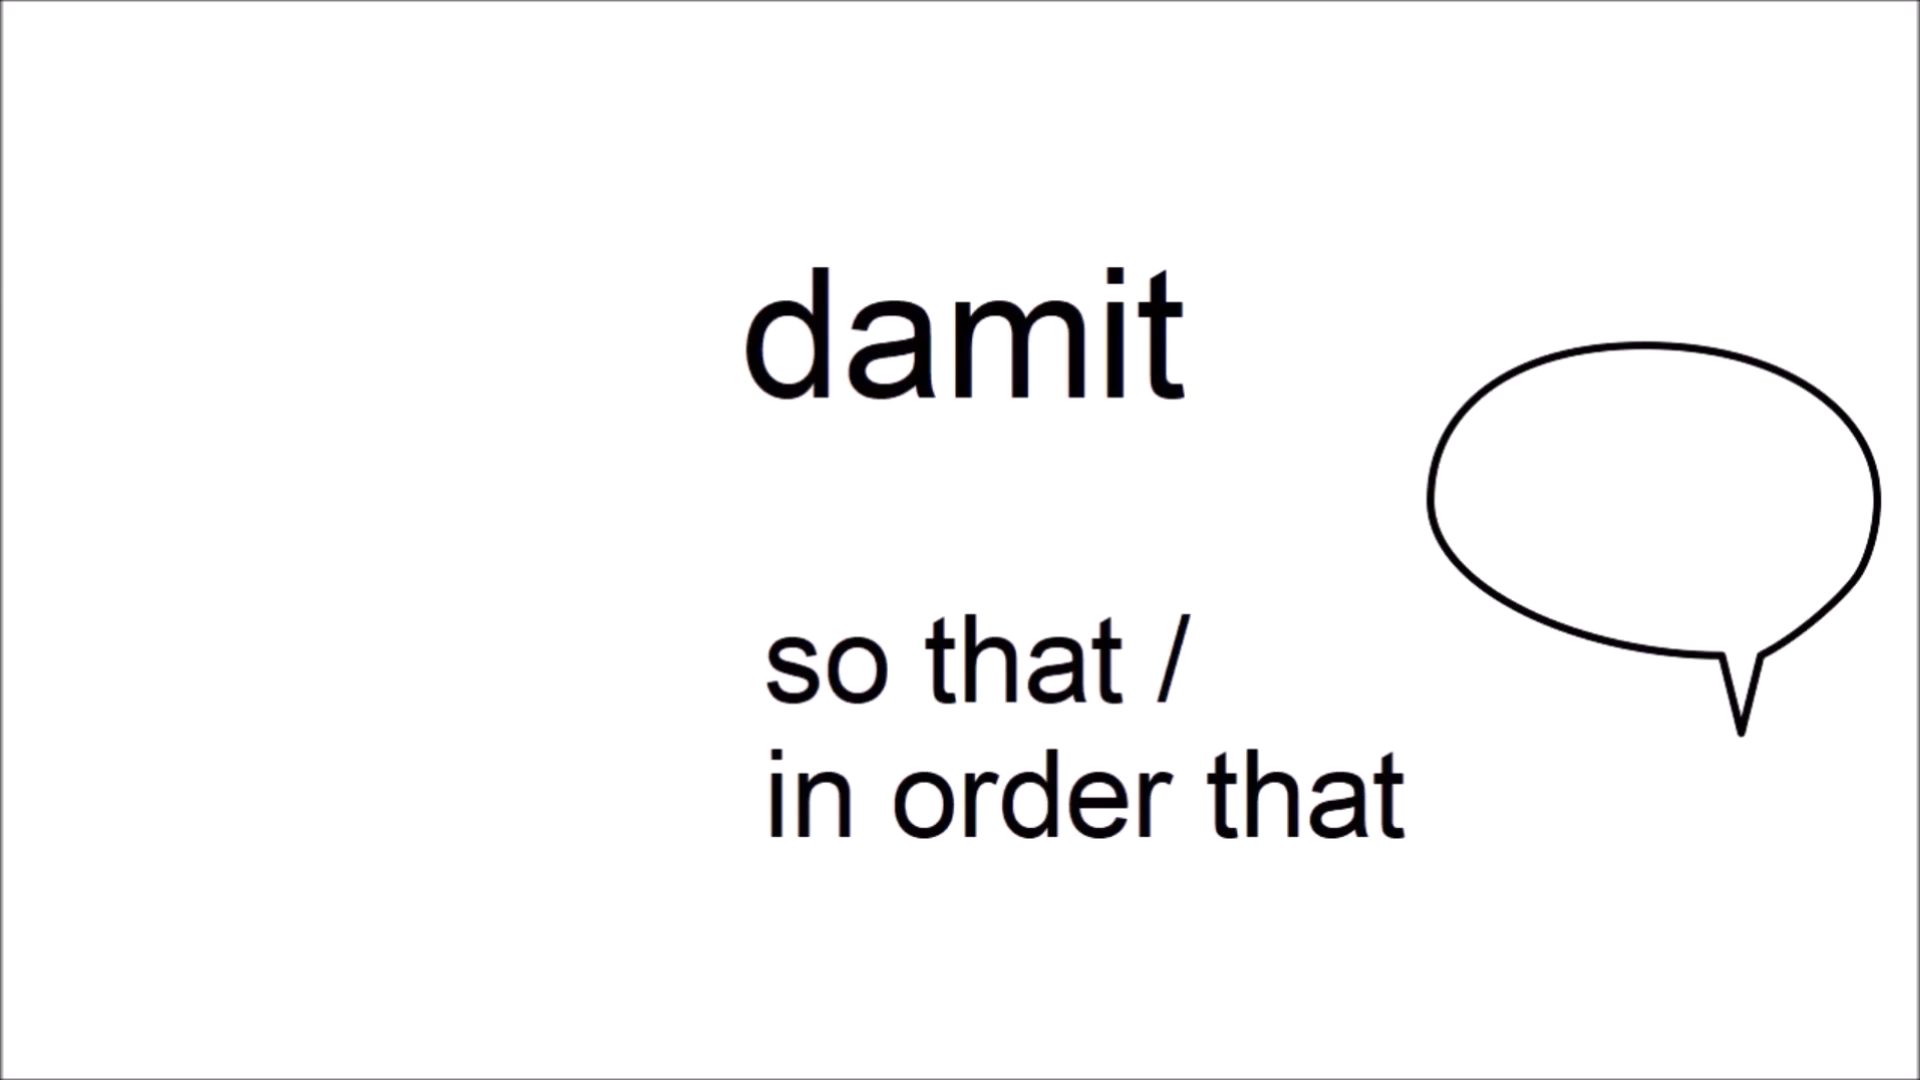 damit
so that /
in order that